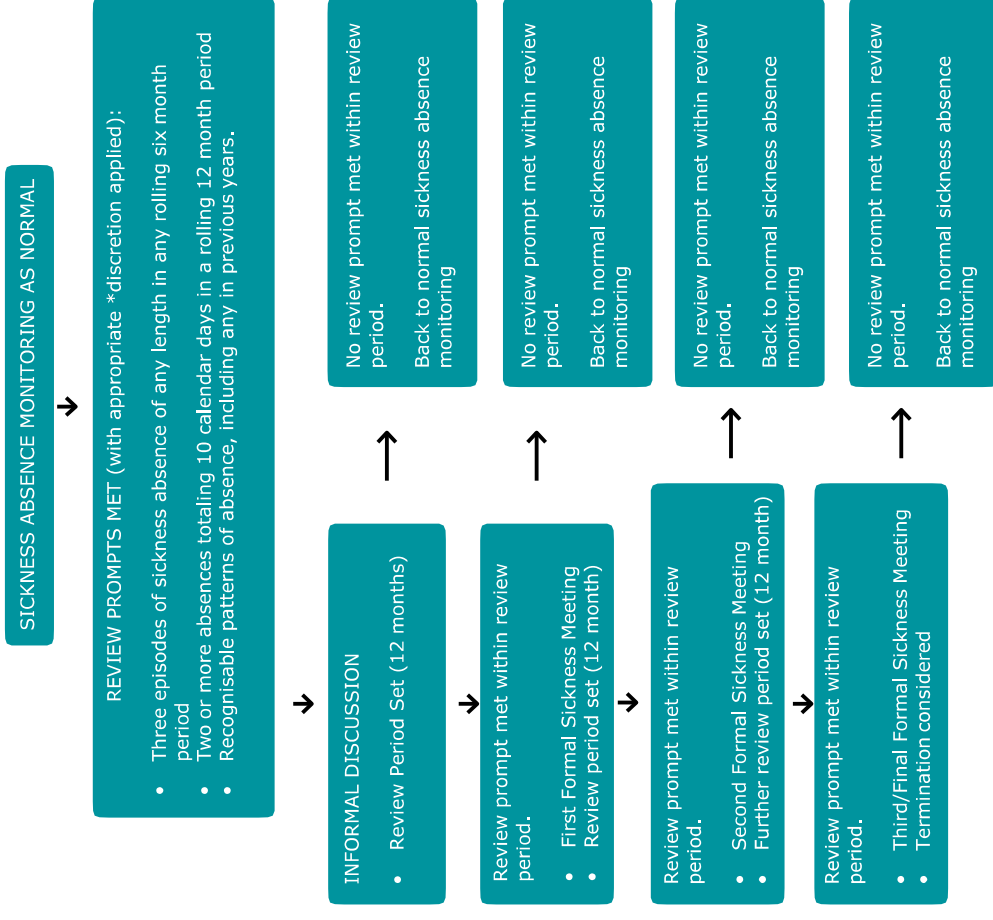 SICKNESS ABSENCE MONITORING AS NORMAL
REVIEW PROMPTS MET (with appropriate *discretion applied):
• Three episodes of sickness absence of any length in any rolling six month
period
• Two or more absences totaling 10 calendar days in a rolling 12 month period
• Recognisable patterns of absence, including any in previous years.
INFORMAL DISCUSSION
• Review Period Set (12 months)
No review prompt met within review
period.
Back to normal sickness absence
monitoring
Review prompt met within review
period.
• First Formal Sickness Meeting
• Review period set (12 month)
No review prompt met within review
period.
Back to normal sickness absence
monitoring
Review prompt met within review
period.
• Second Formal Sickness Meeting
• Further review period set (12 month)
No review prompt met within review
period.
Back to normal sickness absence
monitoring
Review prompt met within review
period.
• Third/Final Formal Sickness Meeting
• Termination considered
No review prompt met within review
period.
Back to normal sickness absence
monitoring